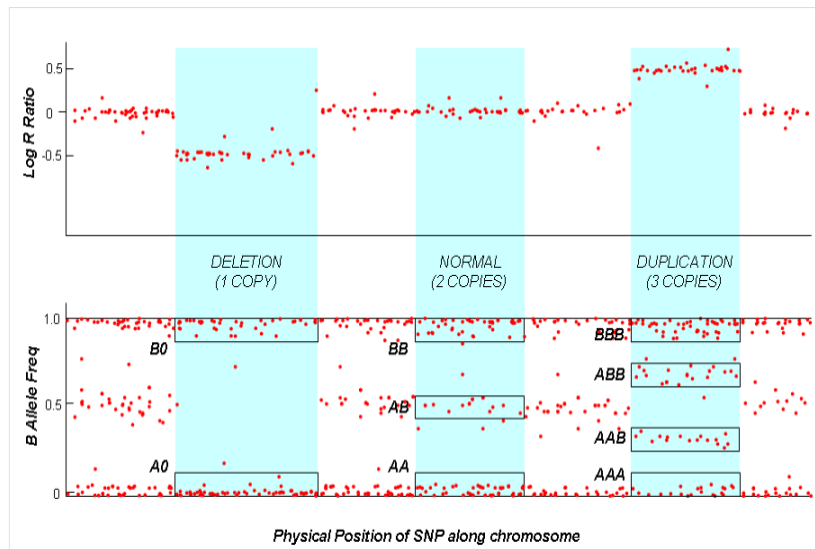 0.5
0
-0.5
Log R Ratio
DELETION
(1 COPY)
NORMAL
(2 COPIES)
DUPLICATION
(3 COPIES)
1.0
0.5
0
B Allele Freq
B0
A0
BB
AB
AA
BBB
ABB
AAB
AAA
Physical Position of SNP along chromosome